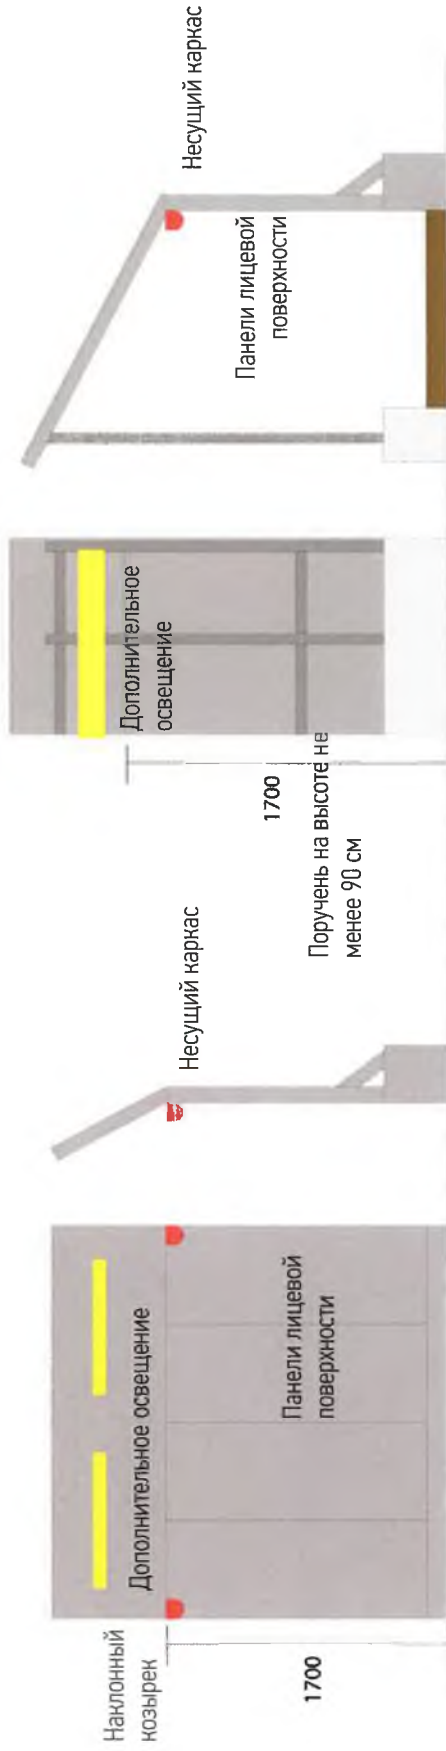 Наклонный
козырек
1700
Дополнительное освещение
Панели лицевой
поверхности
Несущий каркас
1700
Поручень на высоте не
менее 90 см
Дополнительное
освещение
Панели лицевой
поверхности
Несущий каркас